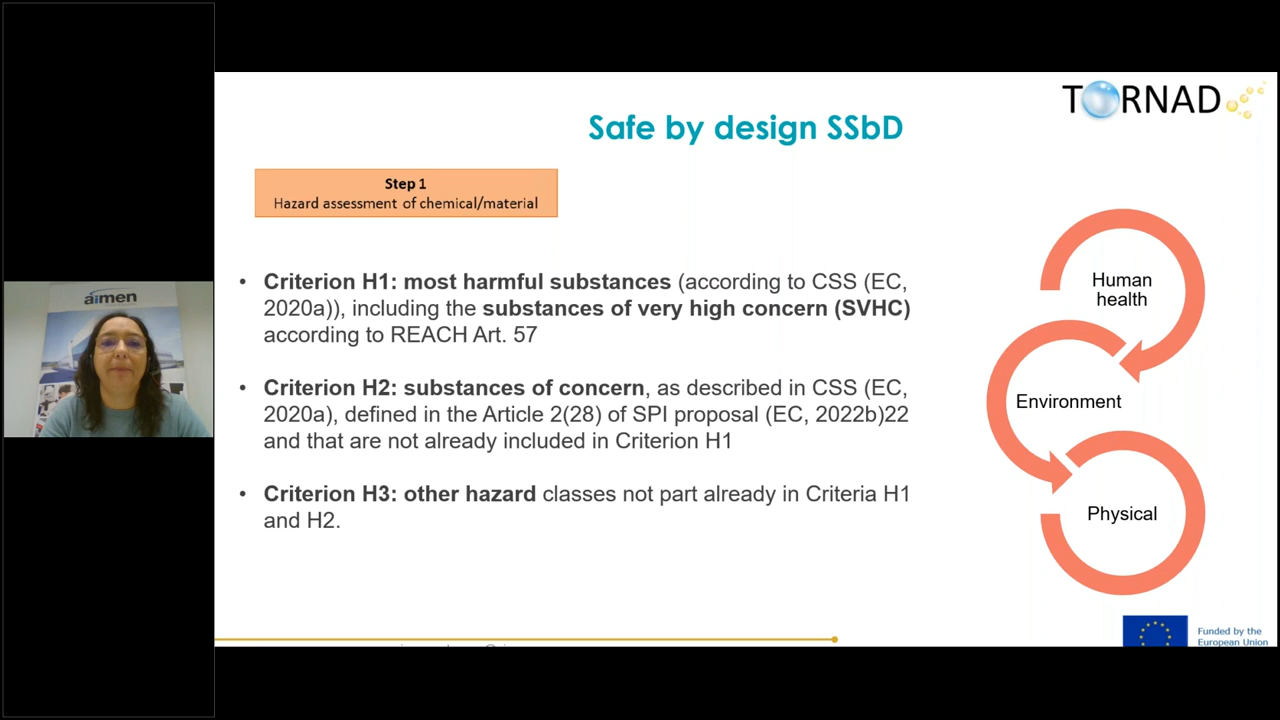 TORNADO
Safe by design SSbD
Step 1
Hazard assessment of chemical/material
• Criterion H1: most harmful substances (according to CSS (EC,
2020a)), including the substances of very high concern (SVHC)
according to REACH Art. 57
• Criterion H2: substances of concern, as described in CSS (EC,
2020a), defined in the Article 2(28) of SPI proposal (EC, 2022b)22
and that are not already included in Criterion H1
• Criterion H3: other hazard classes not part already in Criteria H1
and H2.
Human
health
Environment
Physical
aimen
Funded by the
European Union